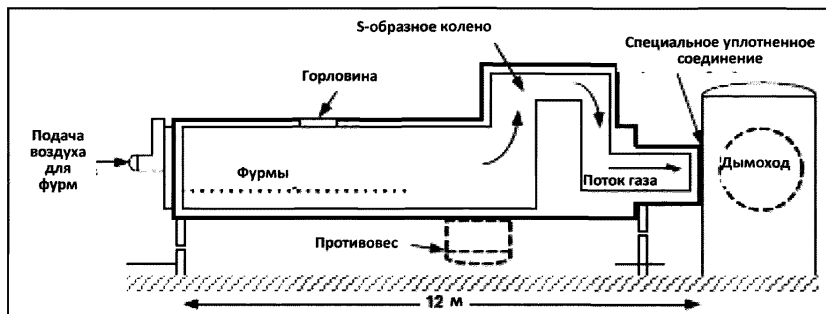 S-образное колено
Специальное уплотненное
соединение
Горловина
Подача
воздуха
для
фурм
Фурмы
Поток газа
Дымоход
Противовес
12 м